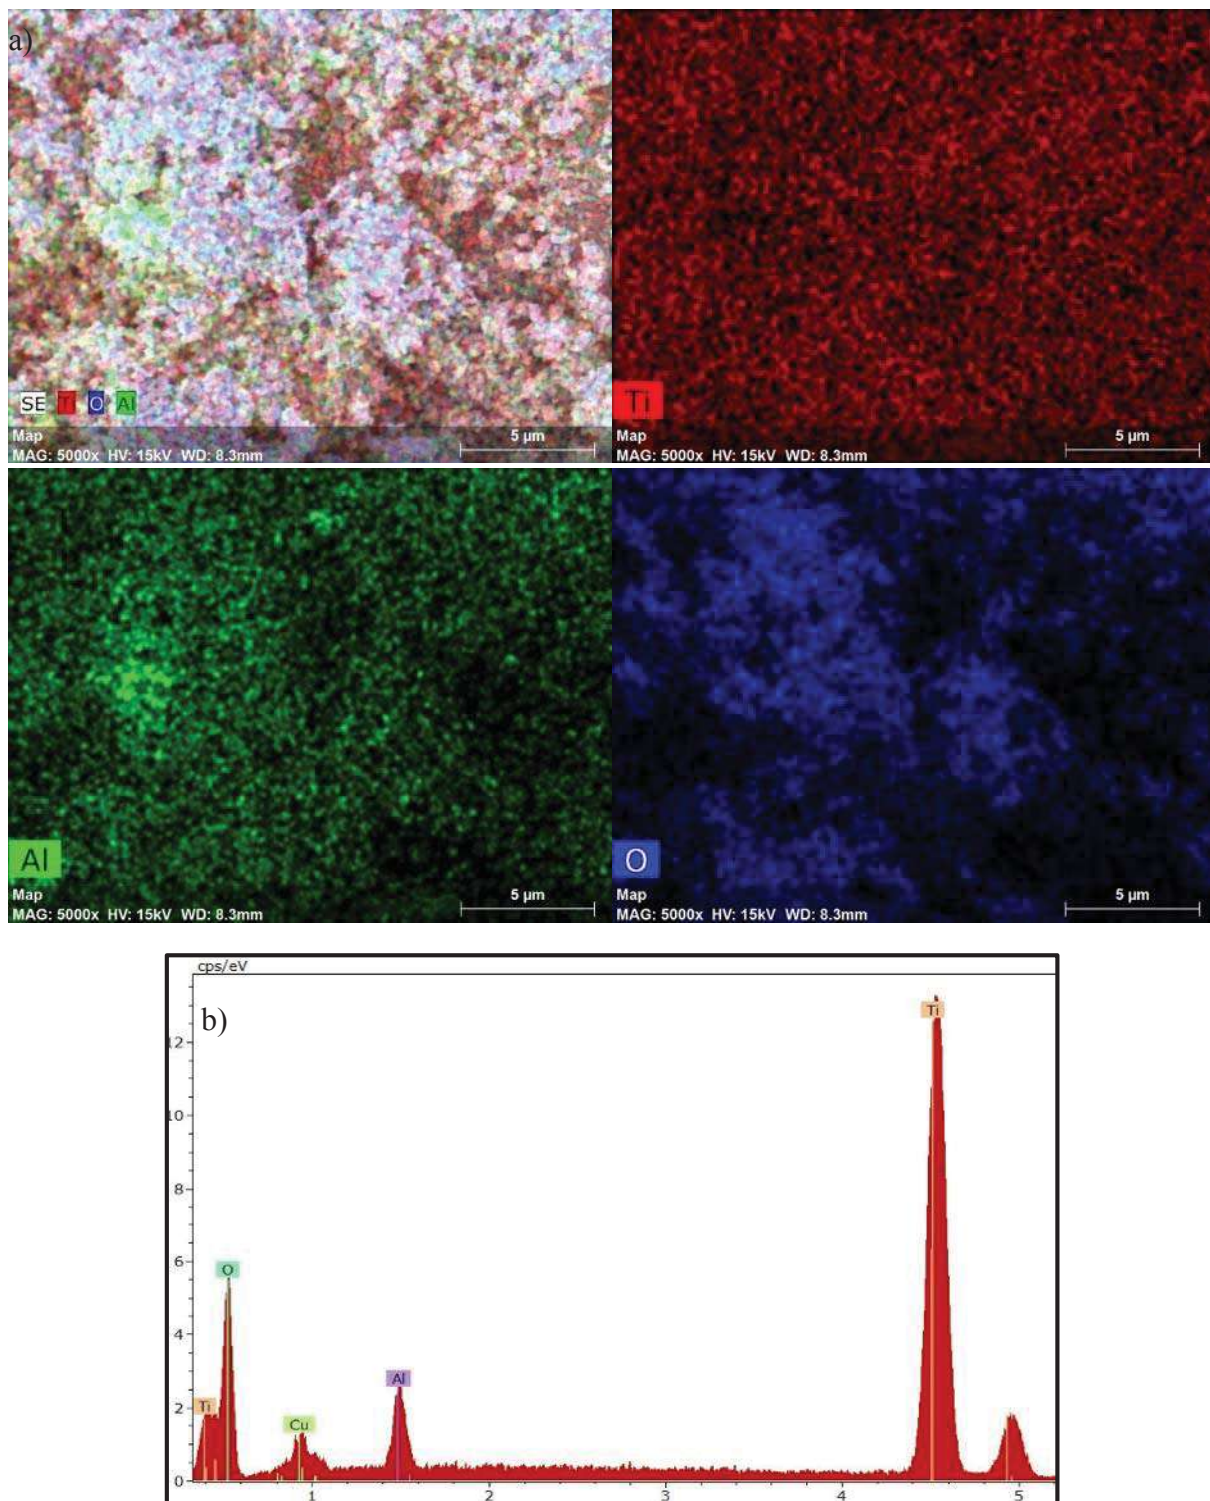 a)
SE Ti O Al
Map
MAG: 5000x HV: 15kV WD: 8.3mm
5 µm
Ti
Map
MAG: 5000x HV: 15kV WD: 8.3mm
5 µm
Al
Map
MAG: 5000x HV: 15kV WD: 8.3mm
5 µm
O
Map
MAG: 5000x HV: 15kV WD: 8.3mm
5 µm
cps/eV
b)
Ti
12
10
8
6
O
4
Al
2
Ti
Cu
0
1 2 3 4 5